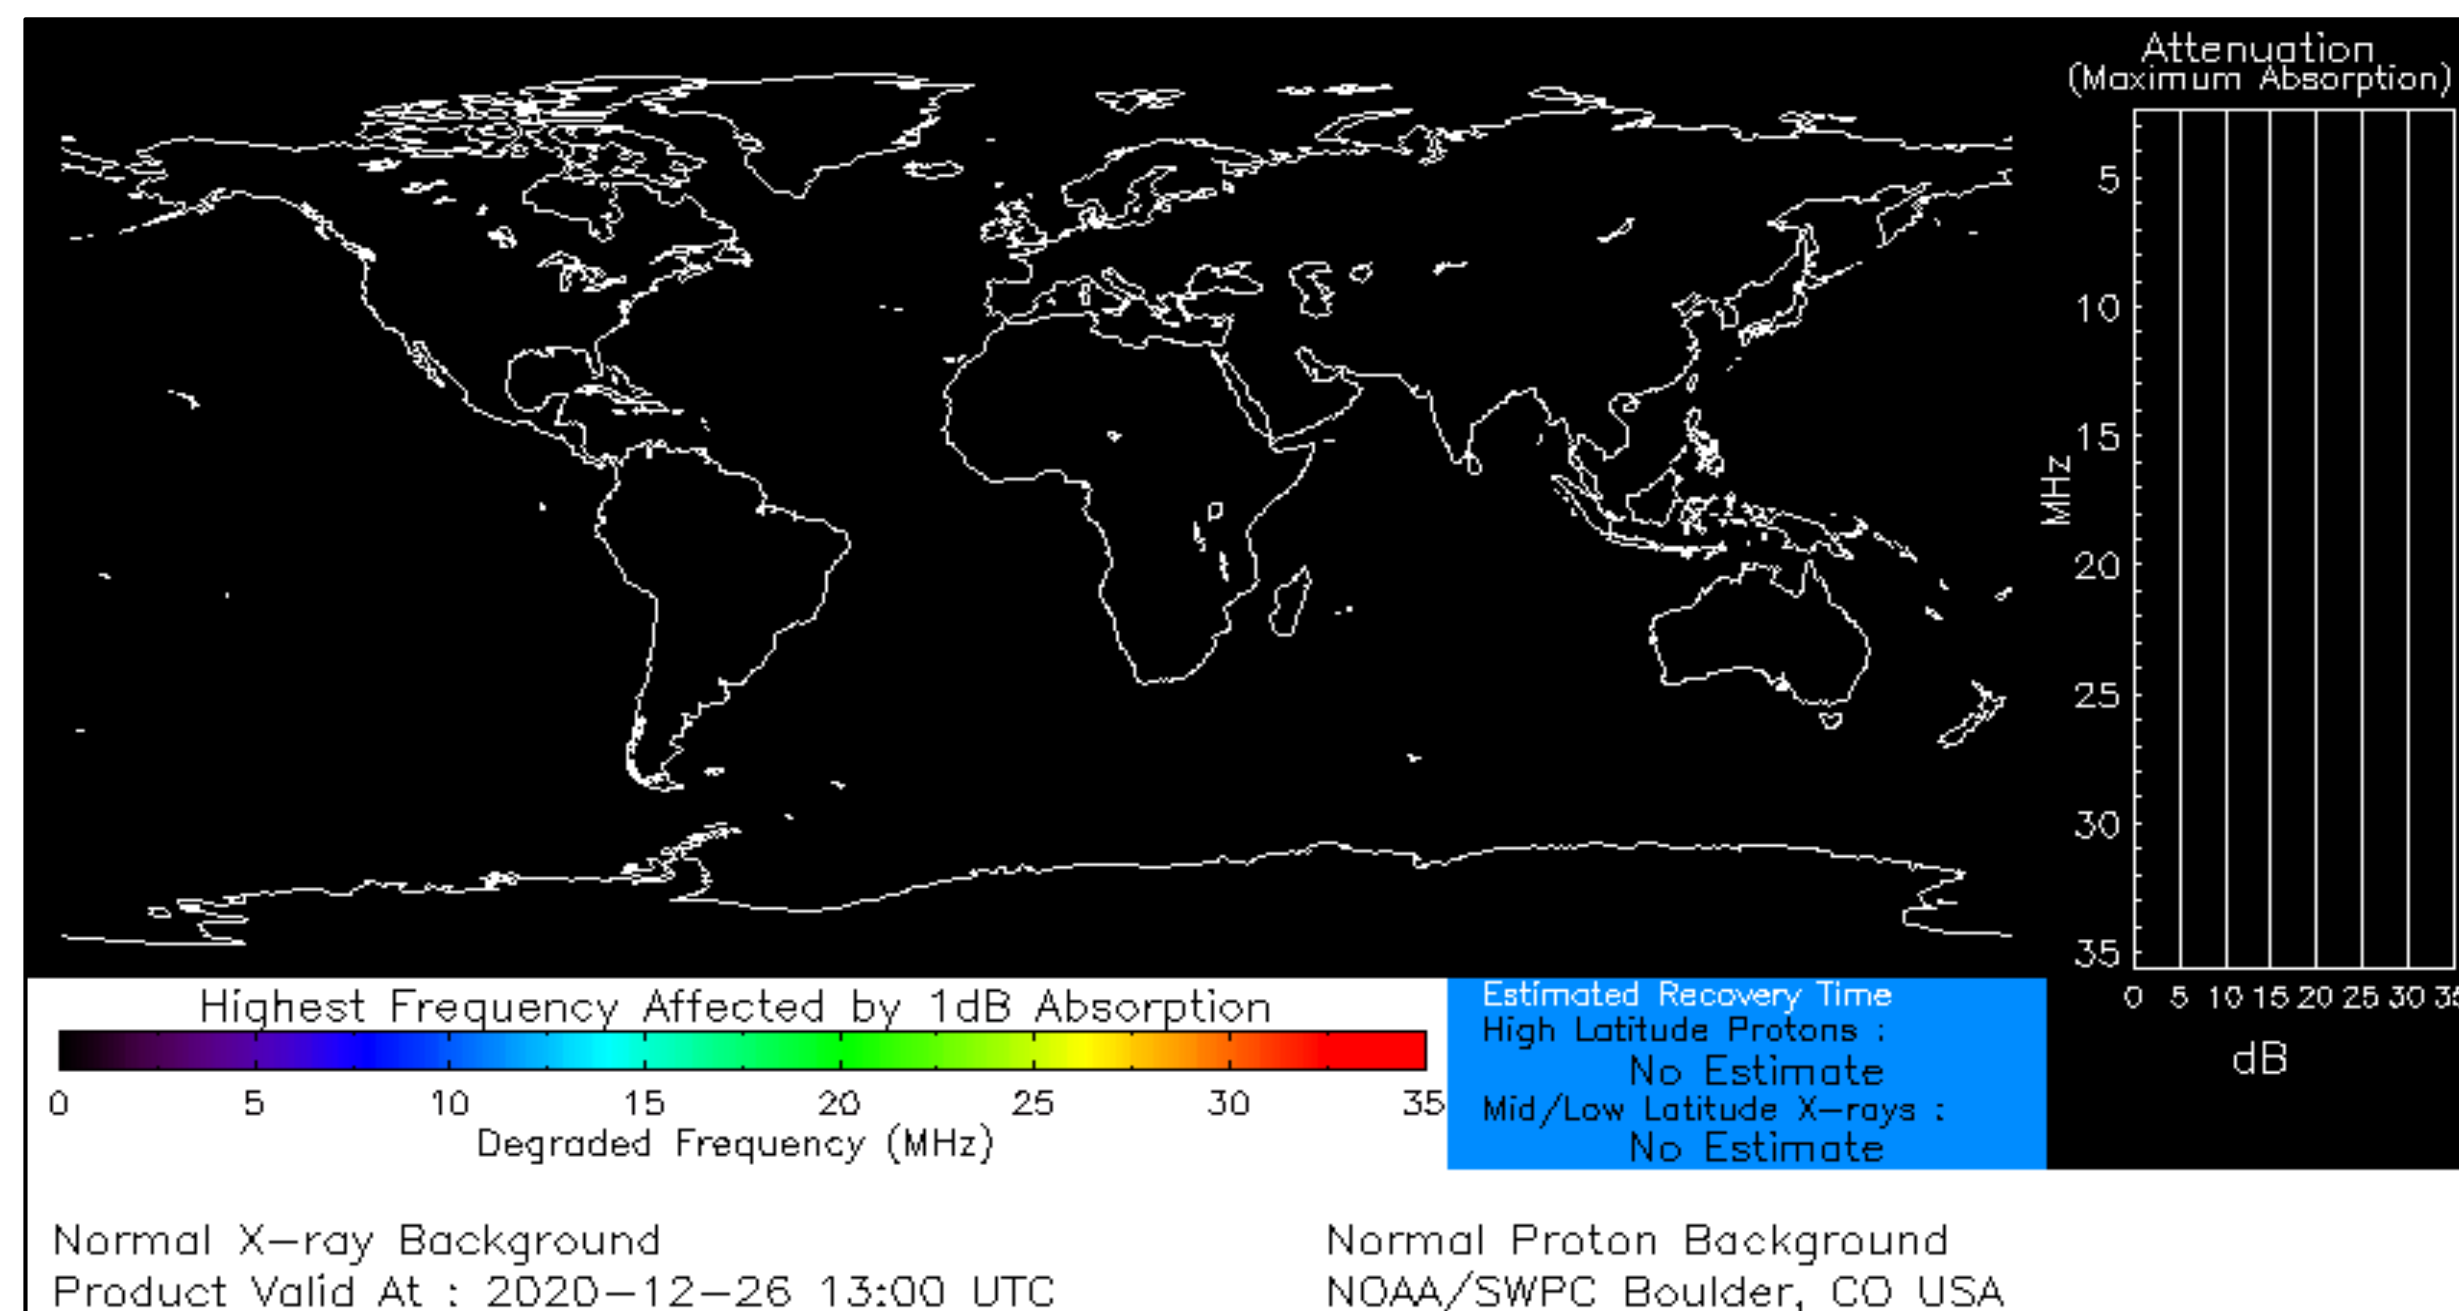 Attenuation
(Maximum Absorption)
5
10
15
20
25
30
35
MHz
0 5 10 15 20 25 30
dB
Highest Frequency Affected by 1dB Absorption
0 5 10 15 20 25 30 35
Degraded Frequency (MHz)
Estimated Recovery Time
High Latitude Protons :
No Estimate
Mid/Low Latitude X-rays :
No Estimate
Normal X-ray Background
Normal Proton Background
Product Valid At : 2020-12-26 13:00 UTC
NOAA/SWPC Boulder, CO USA